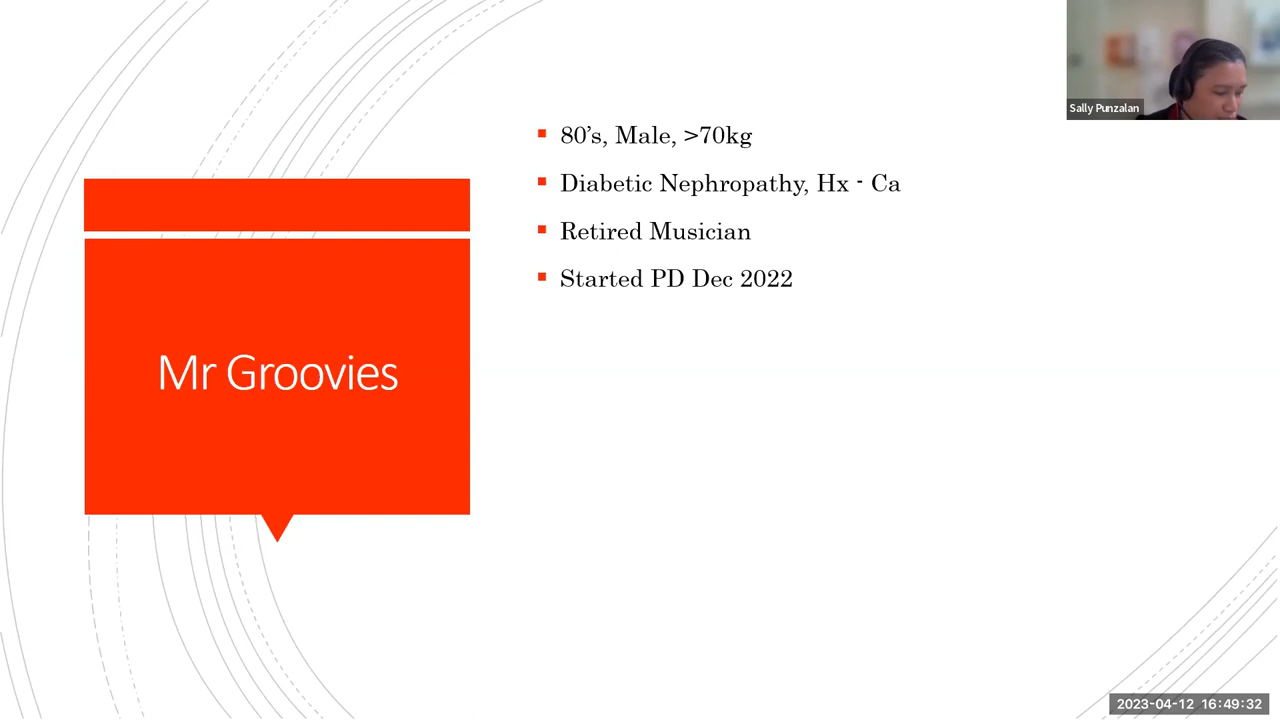 Sally Punzalan
80’s, Male, >70kg
Diabetic Nephropathy, Hx - Ca
Retired Musician
Started PD Dec 2022
Mr Groovies
2023-04-12 16:49:32